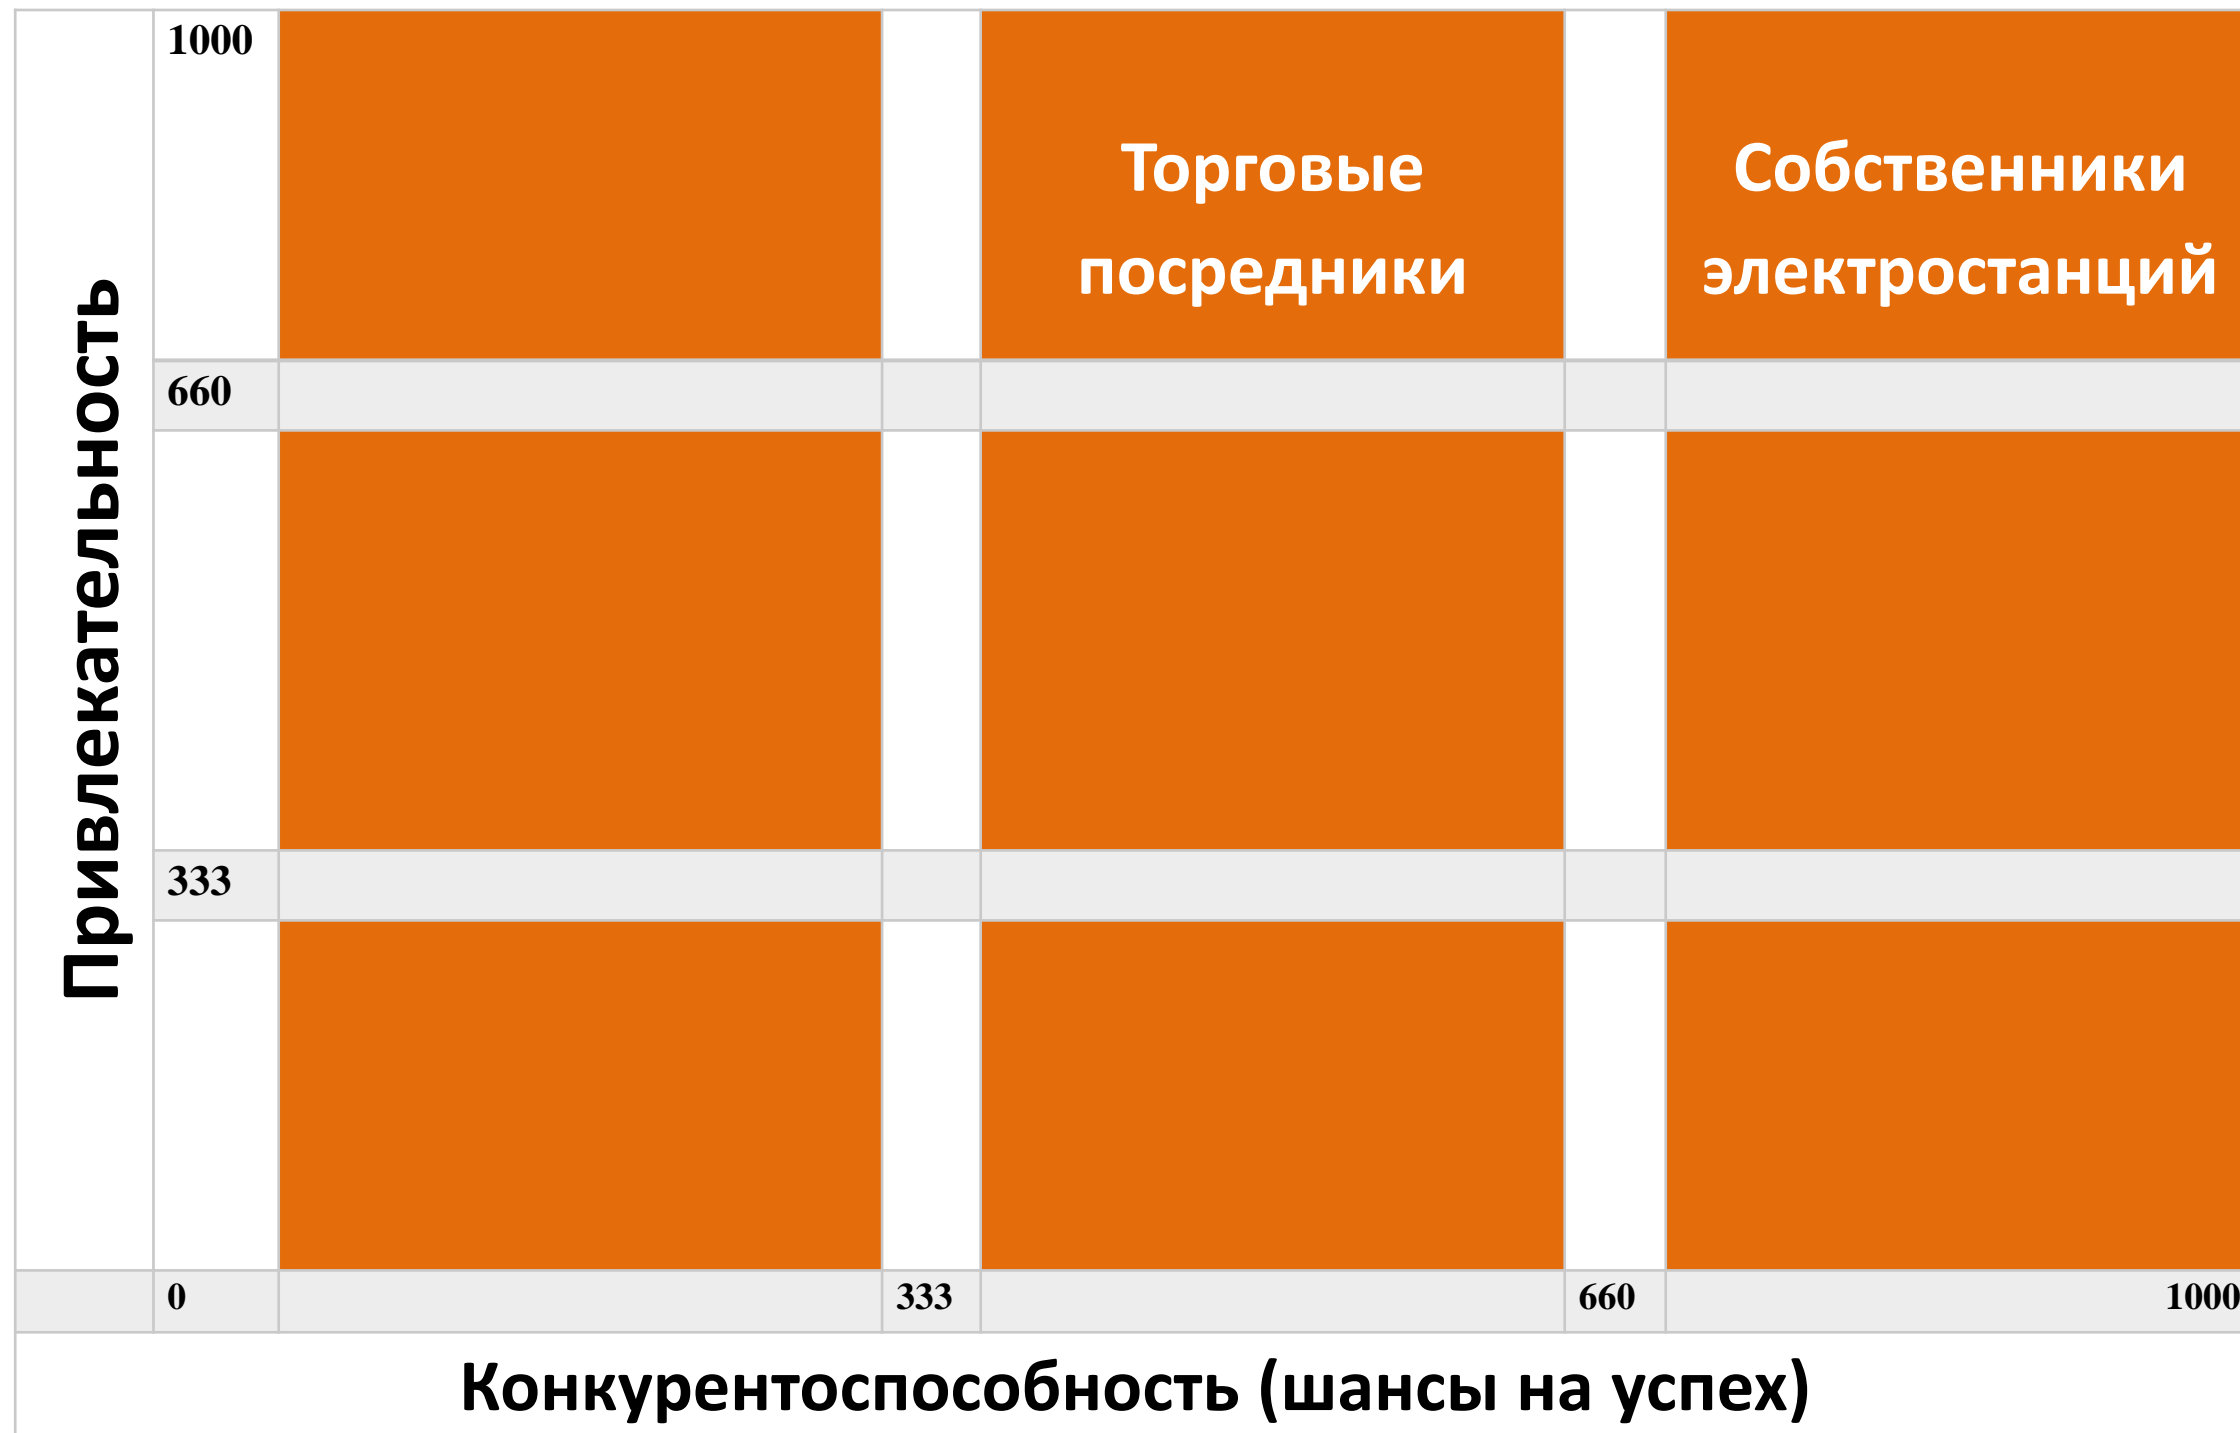 Привлекательность
1000
Торговые
посредники
Собственники
электростанций
660
333
0
333
660
1000
Конкурентоспособность (шансы на успех)